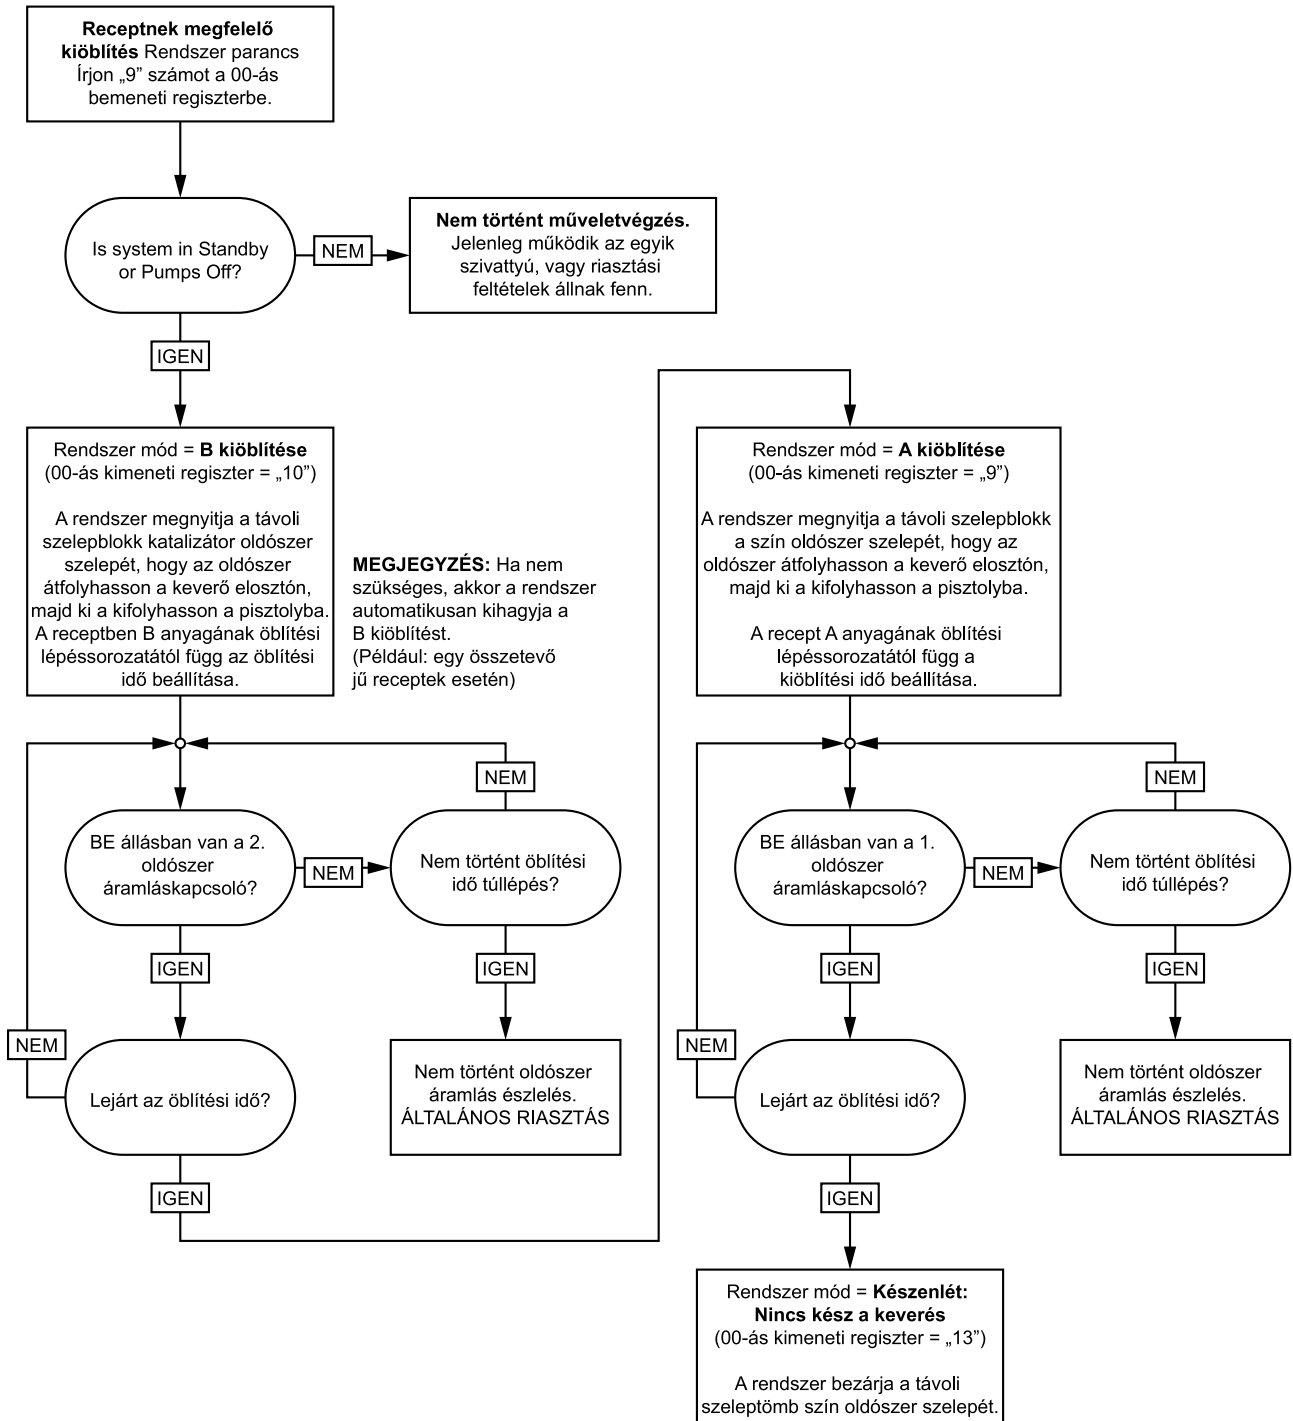 Receptnek megfelelő
kiöblítés Rendszer parancs
Írjon „9” számot a 00-ás
bemeneti regiszterbe.
Is system in Standby
or Pumps Off?
NEM
Nem történt műveletvégzés.
Jelenleg működik az egyik
szivattyú, vagy riasztási
feltételek állnak fenn.
IGEN
Rendszer mód = B kiöblítése
(00-ás kimeneti regiszter = „10”)
A rendszer megnyitja a távoli
szelepblokk katalizátor oldószer
szelepét, hogy az oldószer
átfolyhasson a keverő elosztón,
majd ki a kifolyhasson a pisztolyba.
A receptben B anyagának öblítési
lépéssorozatától függ az öblítési
idő beállítása.
MEGJEGYZÉS: Ha nem
szükséges, akkor a rendszer
automatikusan kihagyja a
B kiöblítést.
(Például: egy összetevő
jű receptek esetén)
NEM
BE állásban van a 2.
oldószer
áramláskapcsoló?
NEM
Nem történt öblítési
idő túllépés?
IGEN
IGEN
NEM
Lejárt az öblítési idő?
Nem történt oldószer
áramlás észlelés.
ÁLTALÁNOS RIASZTÁS
IGEN
Rendszer mód = A kiöblítése
(00-ás kimeneti regiszter = „9”)
A rendszer megnyitja a távoli szelepblokk
a szín oldószer szelepét, hogy az
oldószer átfolyhasson a keverő elosztón,
majd ki a kifolyhasson a pisztolyba.
A recept A anyagának öblítési
lépéssorozatától függ a
kiöblítési idő beállítása.
NEM
BE állásban van a 1.
oldószer
áramláskapcsoló?
NEM
Nem történt öblítési
idő túllépés?
IGEN
IGEN
NEM
Lejárt az öblítési idő?
Nem történt oldószer
áramlás észlelés.
ÁLTALÁNOS RIASZTÁS
IGEN
Rendszer mód = Készenlét:
Nincs kész a keverés
(00-ás kimeneti regiszter = „13”)
A rendszer bezárja a távoli
szeleptömb szín oldószer szelepét.